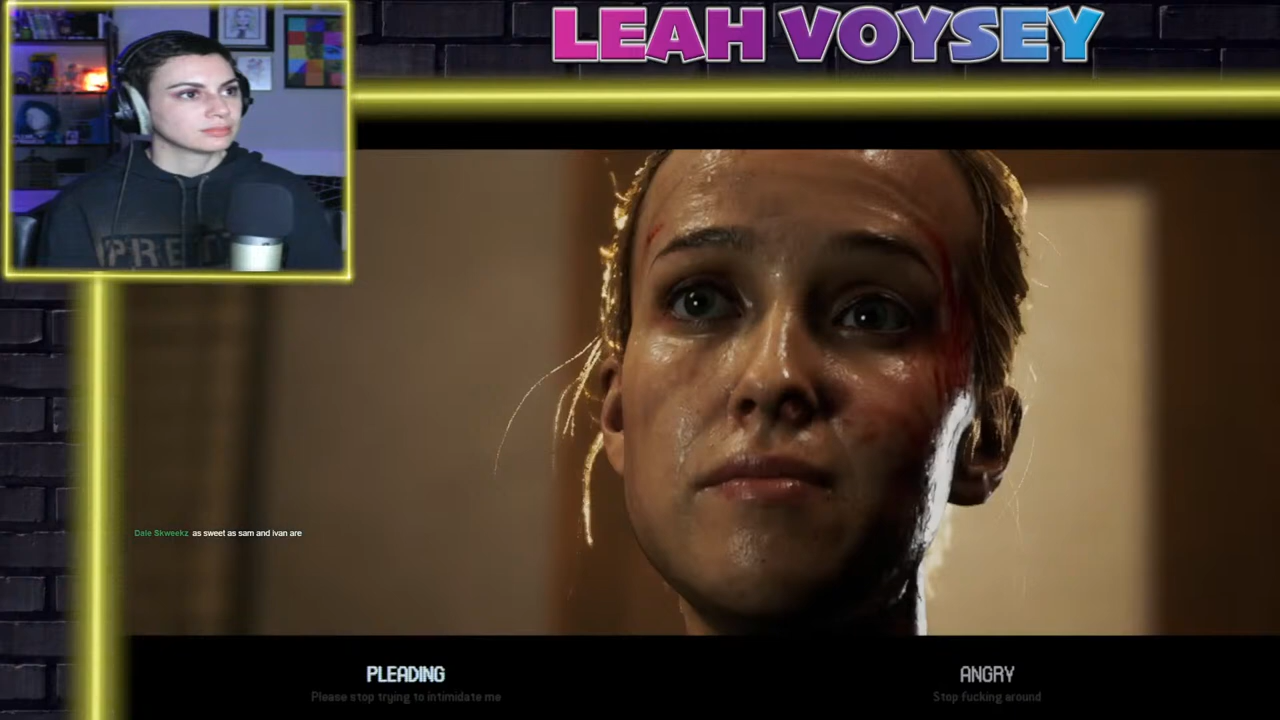 LEAH VOYSEY
Dale Skweekz as sweet as sam and ivan are
PLEADING
Please stop trying to intimidate me
ANGRY
Stop fucking around